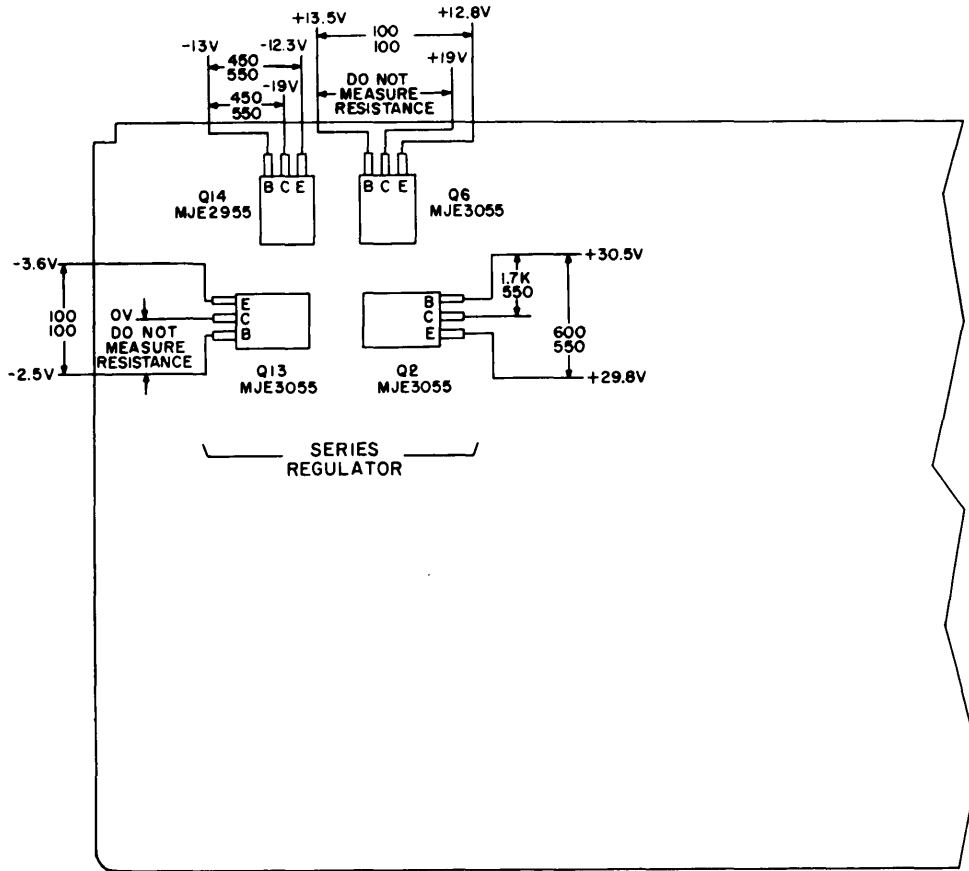 +13.5V
+12.8V
-13V
-12.3V
100
100
450
550
-19V
+19V
450
550
DO NOT
MEASURE
RESISTANCE
B C E
B C E
Q14
MJE2955
Q6
MJE3055
-3.6V
+30.5V
100
100
0V
DO NOT
MEASURE
RESISTANCE
E
C
B
B
C
E
1.7K
550
600
550
-2.5V
Q13
MJE3055
Q2
MJE3055
+29.8V
SERIES
REGULATOR